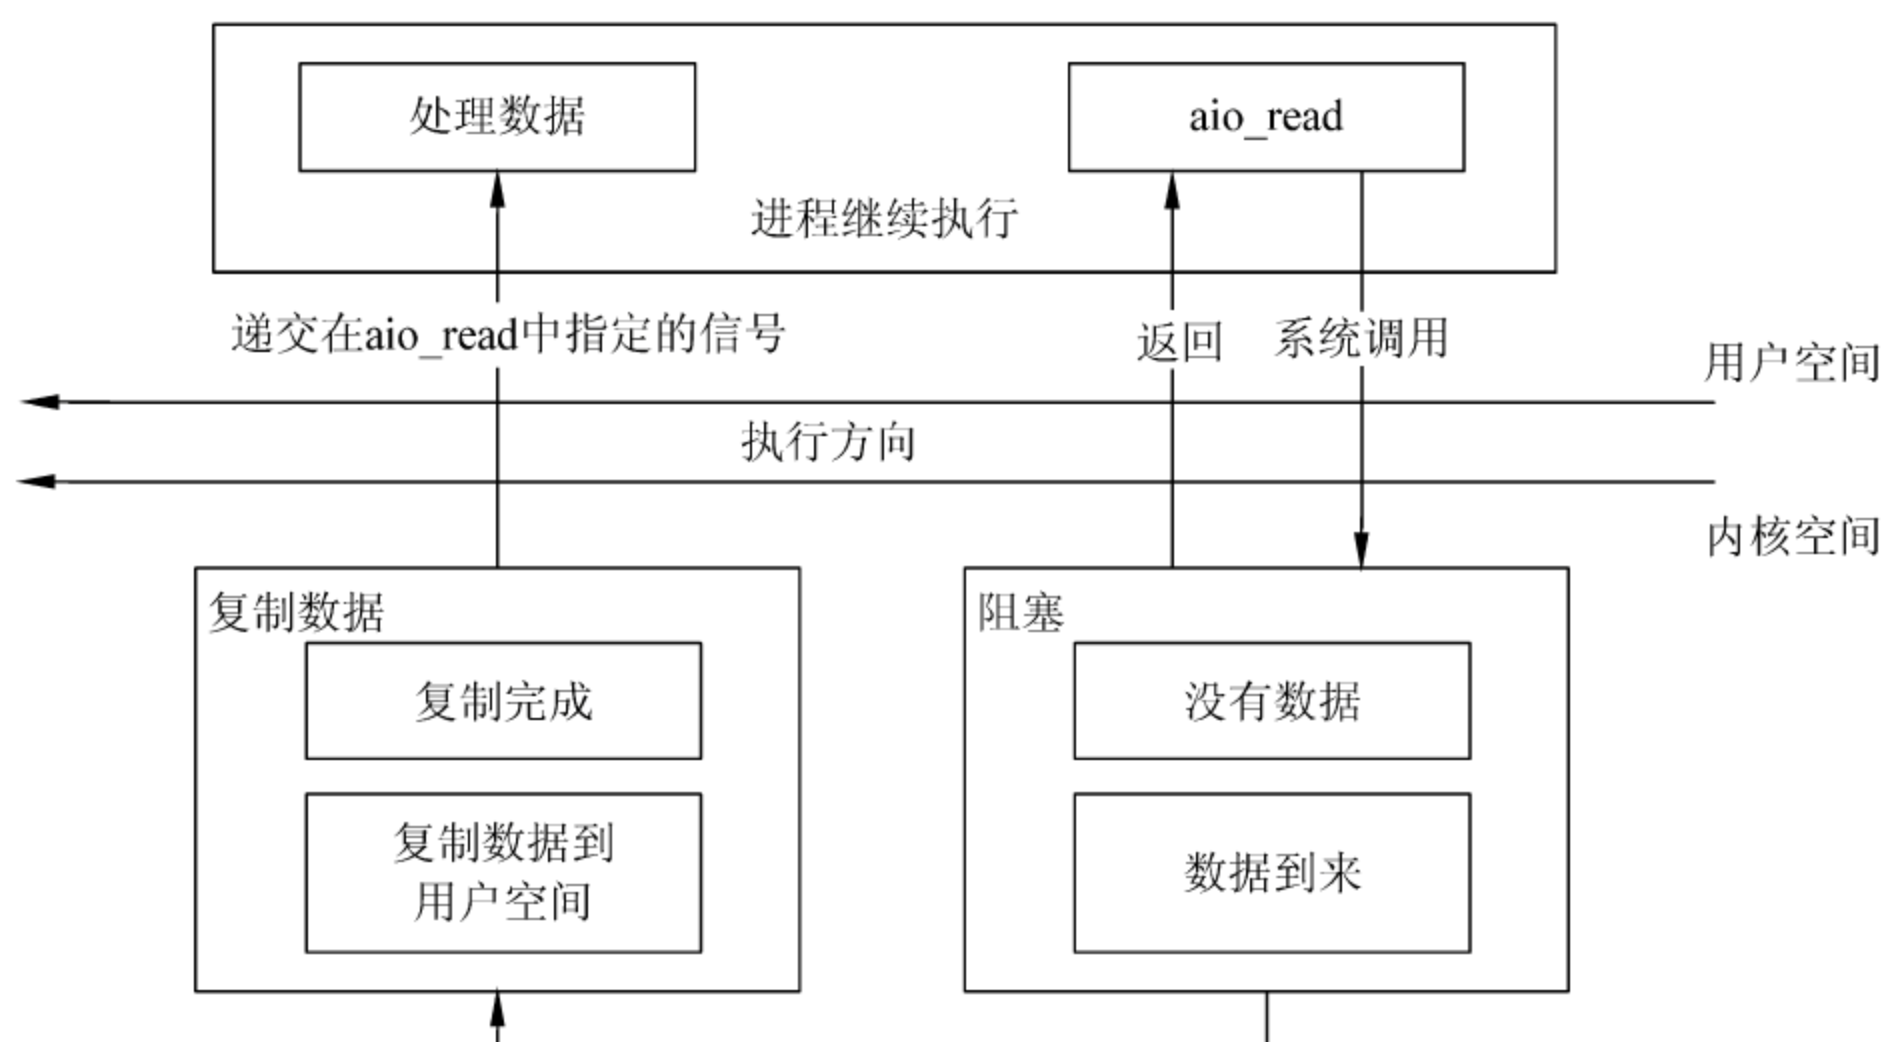 处理数据
aio_read
进程继续执行
递交在aio_read中指定的信号
返回
系统调用
用户空间
执行方向
内核空间
复制数据
阻塞
复制完成
没有数据
复制数据到
用户空间
数据到来